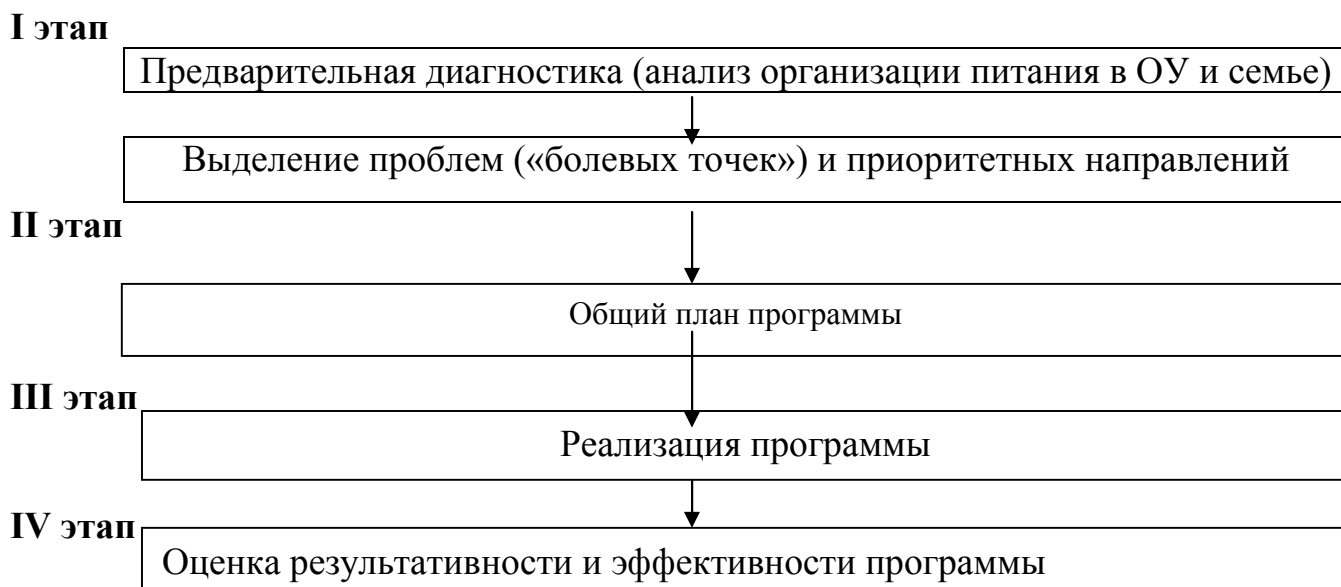 I этап
Предварительная диагностика (анализ организации питания в ОУ и семье)
Выделение проблем («болевых точек») и приоритетных направлений
II этап
Общий план программы
III этап
Реализация программы
IV этап
Оценка результативности и эффективности программы